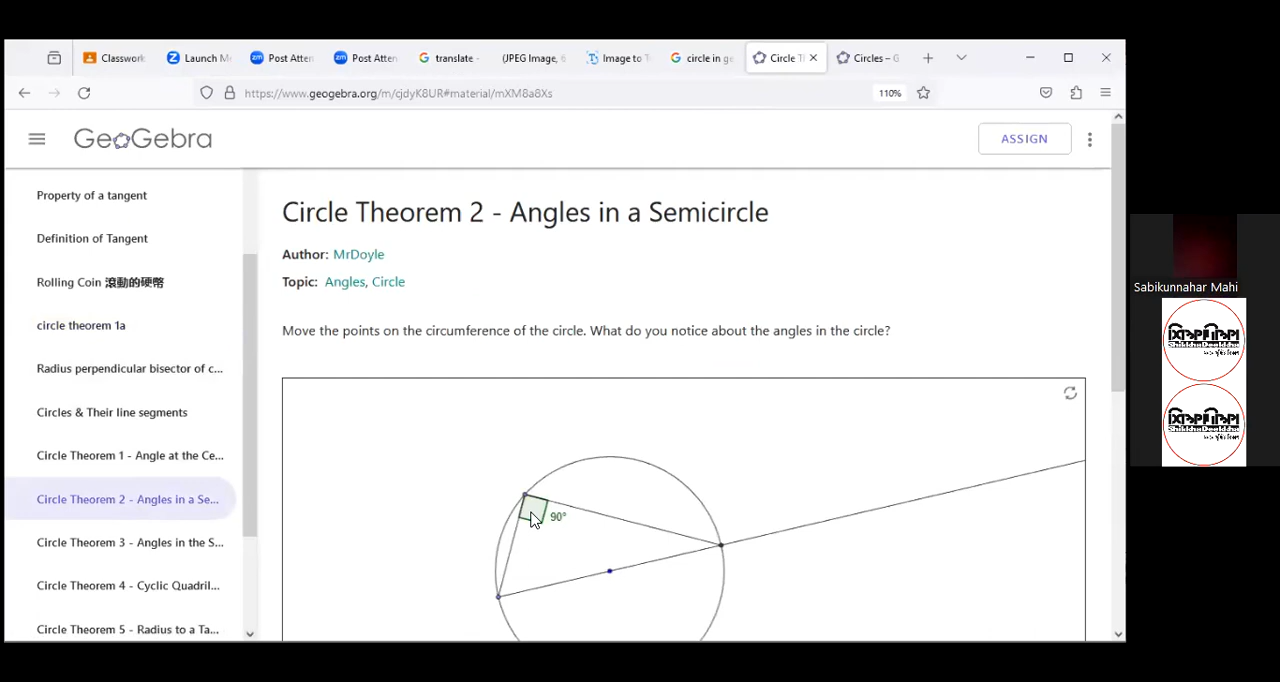 Classwork
Launch Me
Post Atten
Post Atten
translate -
(JPEG Image, 6
Image to T
circle in ge
Circle Th
Circles – G
https://www.geogebra.org/m/cjdyK8UR#material/mXM8a8Xs
110%
GeoGebra
ASSIGN
Property of a tangent
Definition of Tangent
Rolling Coin 滾動的硬幣
circle theorem 1a
Radius perpendicular bisector of c...
Circles & Their line segments
Circle Theorem 1 - Angle at the Ce...
Circle Theorem 2 - Angles in a Se...
Circle Theorem 3 - Angles in the S...
Circle Theorem 4 - Cyclic Quadril...
Circle Theorem 5 - Radius to a Ta...
Circle Theorem 2 - Angles in a Semicircle
Author: MrDoyle
Topic: Angles, Circle
Move the points on the circumference of the circle. What do you notice about the angles in the circle?
90°
Sabikunnahar Mahi